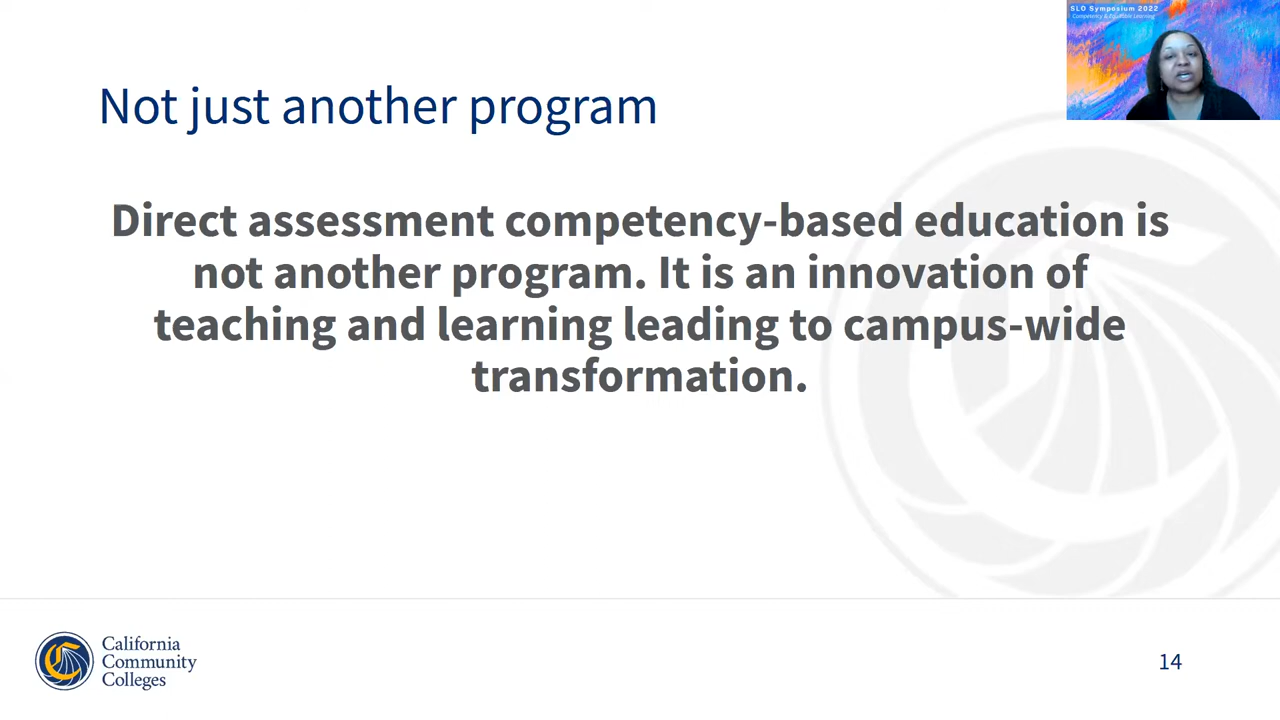 SLO Symposium 2022
Competency & Equitable Learning
Not just another program
Direct assessment competency-based education is
not another program. It is an innovation of
teaching and learning leading to campus-wide
transformation.
California
Community
Colleges
14